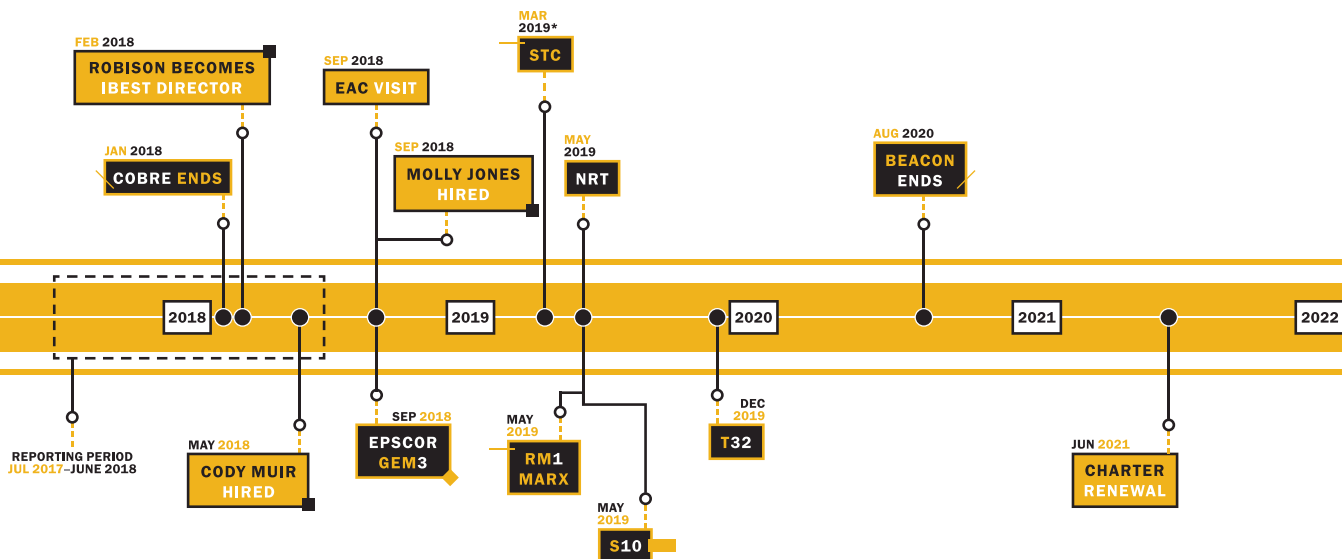 FEB 2018
ROBISON BECOMES
IBEST DIRECTOR
JAN 2018
COBRE ENDS
SEP 2018
EAC VISIT
SEP 2018
MOLLY JONES
HIRED
MAR
2019*
STC
MAY
2019
NRT
AUG 2020
BEACON
ENDS
2018
2019
2020
2021
2022
REPORTING PERIOD
JUL 2017–JUNE 2018
MAY 2018
CODY MUIR
HIRED
SEP 2018
EPSCOR
GEM3
MAY
2019
RM1
MARX
MAY
2019
S10
DEC
2019
T32
JUN 2021
CHARTER
RENEWAL